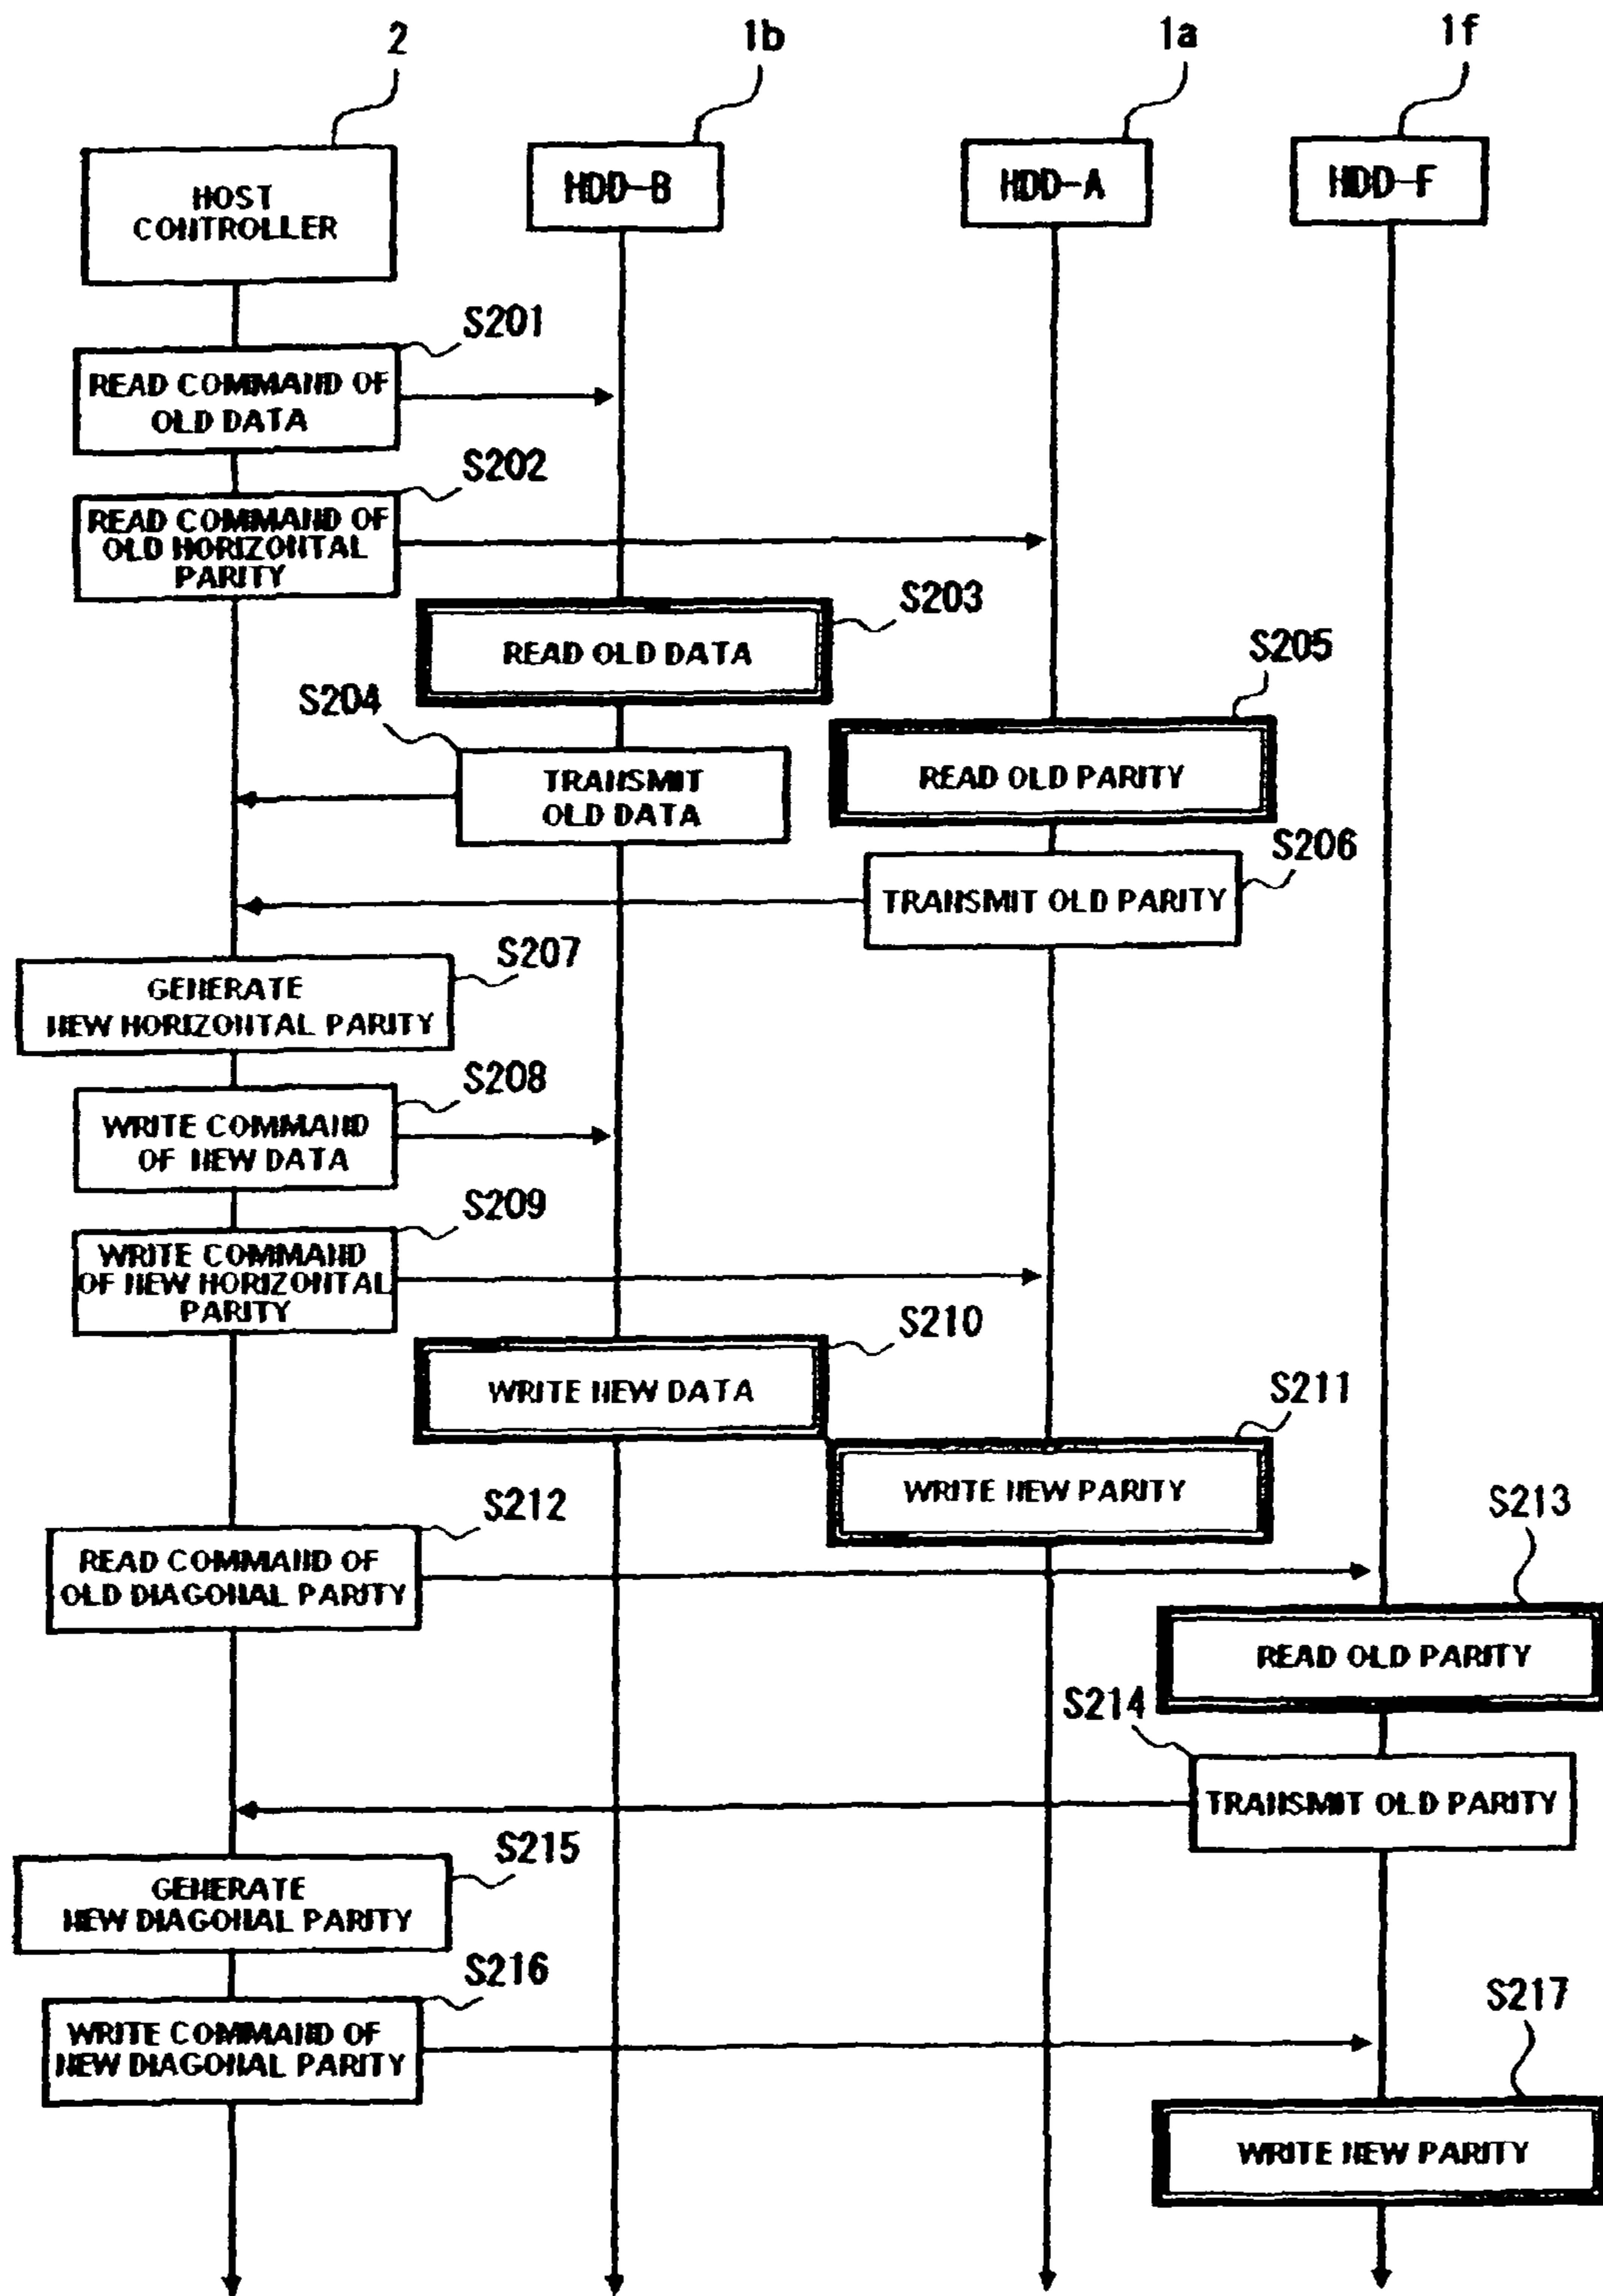 2
1b
1a
1f
HOST
CONTROLLER
HDD-B
HDD-A
HDD-F
S201
READ COMMAND OF
OLD DATA
S202
READ COMMAND OF
OLD HORIZONTAL
PARITY
S203
READ OLD DATA
S205
S204
TRANSMIT
OLD DATA
READ OLD PARITY
S206
TRANSMIT OLD PARITY
S207
GENERATE
NEW HORIZONTAL PARITY
S208
WRITE COMMAND
OF NEW DATA
S209
WRITE COMMAND
OF NEW HORIZONTAL
PARITY
S210
WRITE NEW DATA
S211
WRITE NEW PARITY
S212
READ COMMAND OF
OLD DIAGONAL PARITY
S213
READ OLD PARITY
S214
TRANSMIT OLD PARITY
S215
GENERATE
NEW DIAGONAL PARITY
S216
WRITE COMMAND OF
NEW DIAGONAL PARITY
S217
WRITE NEW PARITY